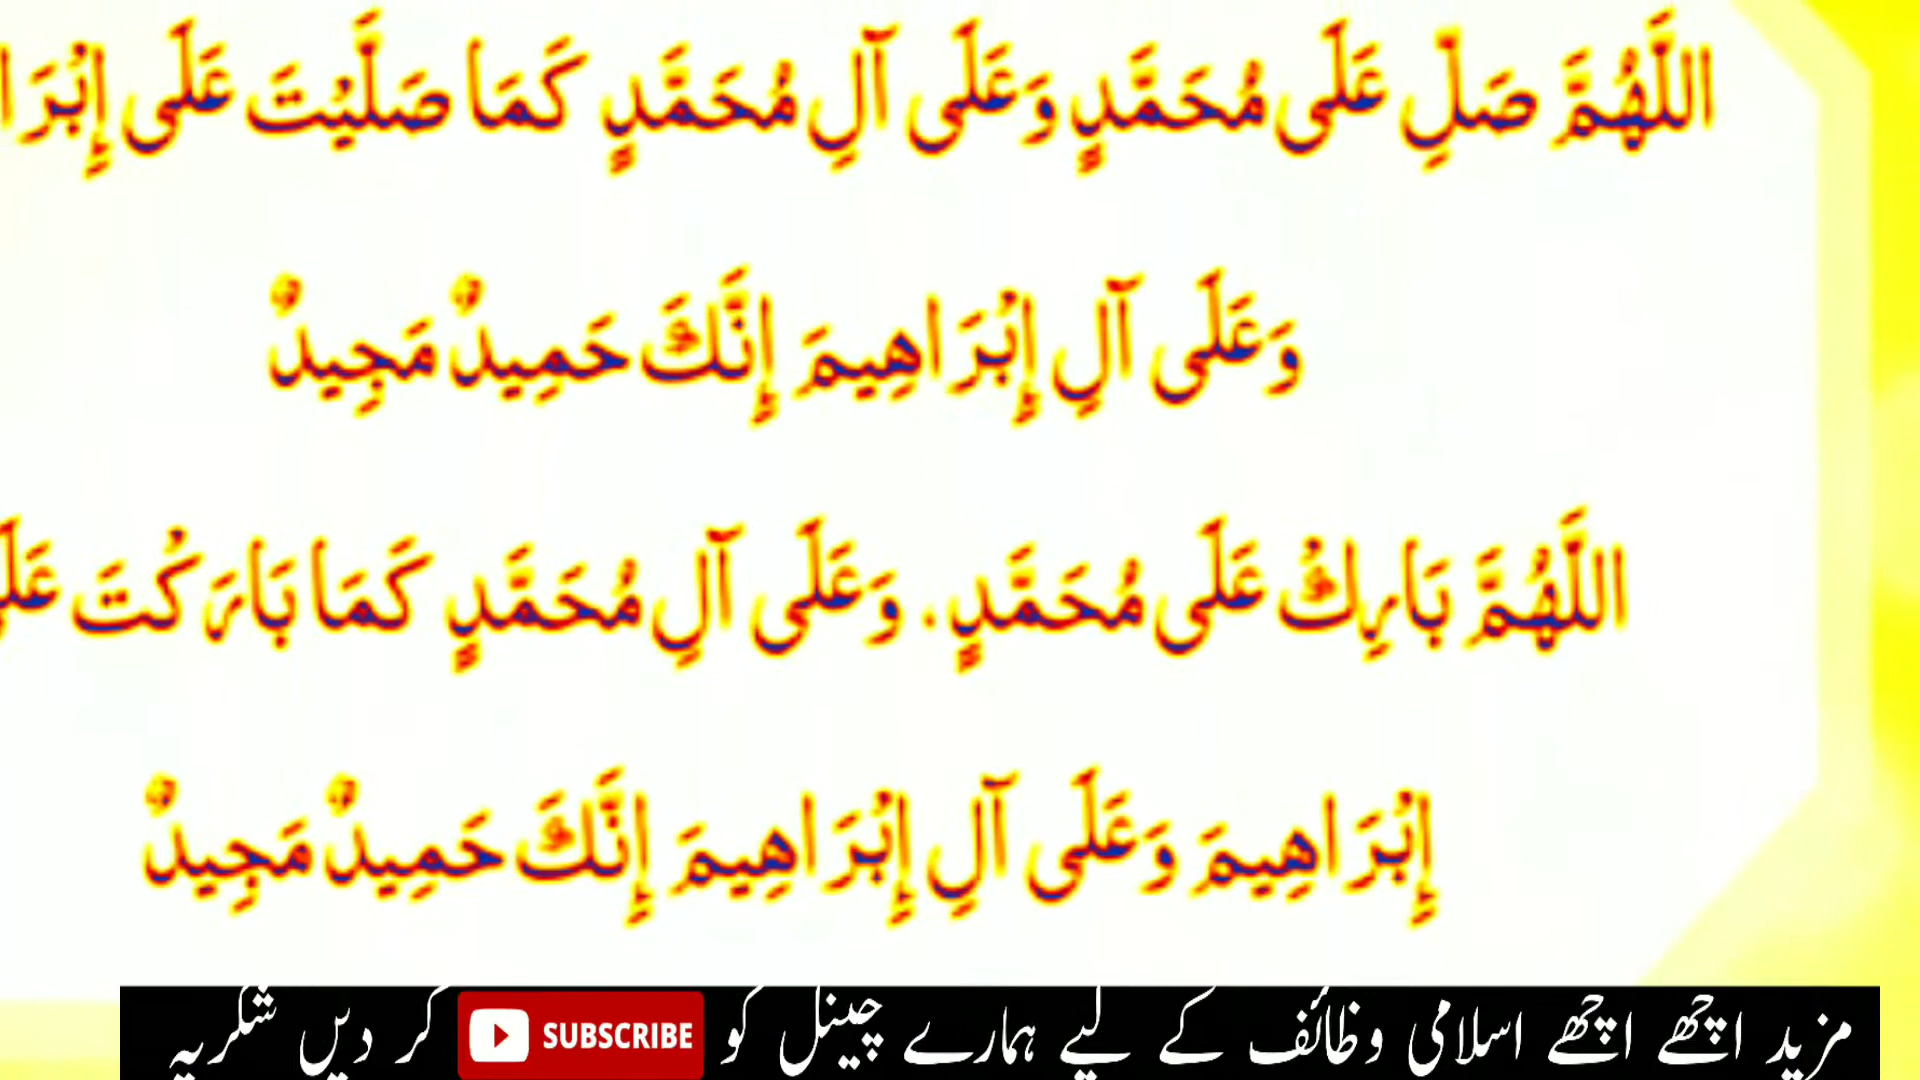 اللَّهُمَّ صَلِّ عَلَى مُحَمَّدٍ وَعَلَى آلِ مُحَمَّدٍ كَمَا صَلَّيْتَ عَلَى إِبْرَا
وَعَلَى آلِ إِبْرَاهِيمَ إِنَّكَ حَمِيدٌ مَجِيدٌ
اللَّهُمَّ بَارِكْ عَلَى مُحَمَّدٍ. وَعَلَى آلِ مُحَمَّدٍ كَمَا بَارَكْتَ عَلَى
إِبْرَاهِيمَ وَعَلَى آلِ إِبْرَاهِيمَ إِنَّكَ حَمِيدٌ مَجِيدٌ
مزید اچھے اچھے اسلامی وظائف کے لیے ہمارے چینل کو SUBSCRIBE کر دیں شکریہ